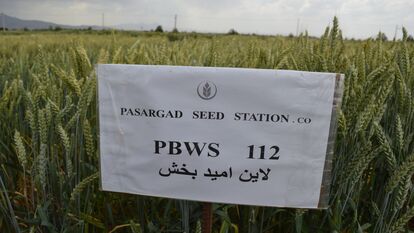 PASARGAD SEED STATION.CO
PBWS 112
لاین امید بخش